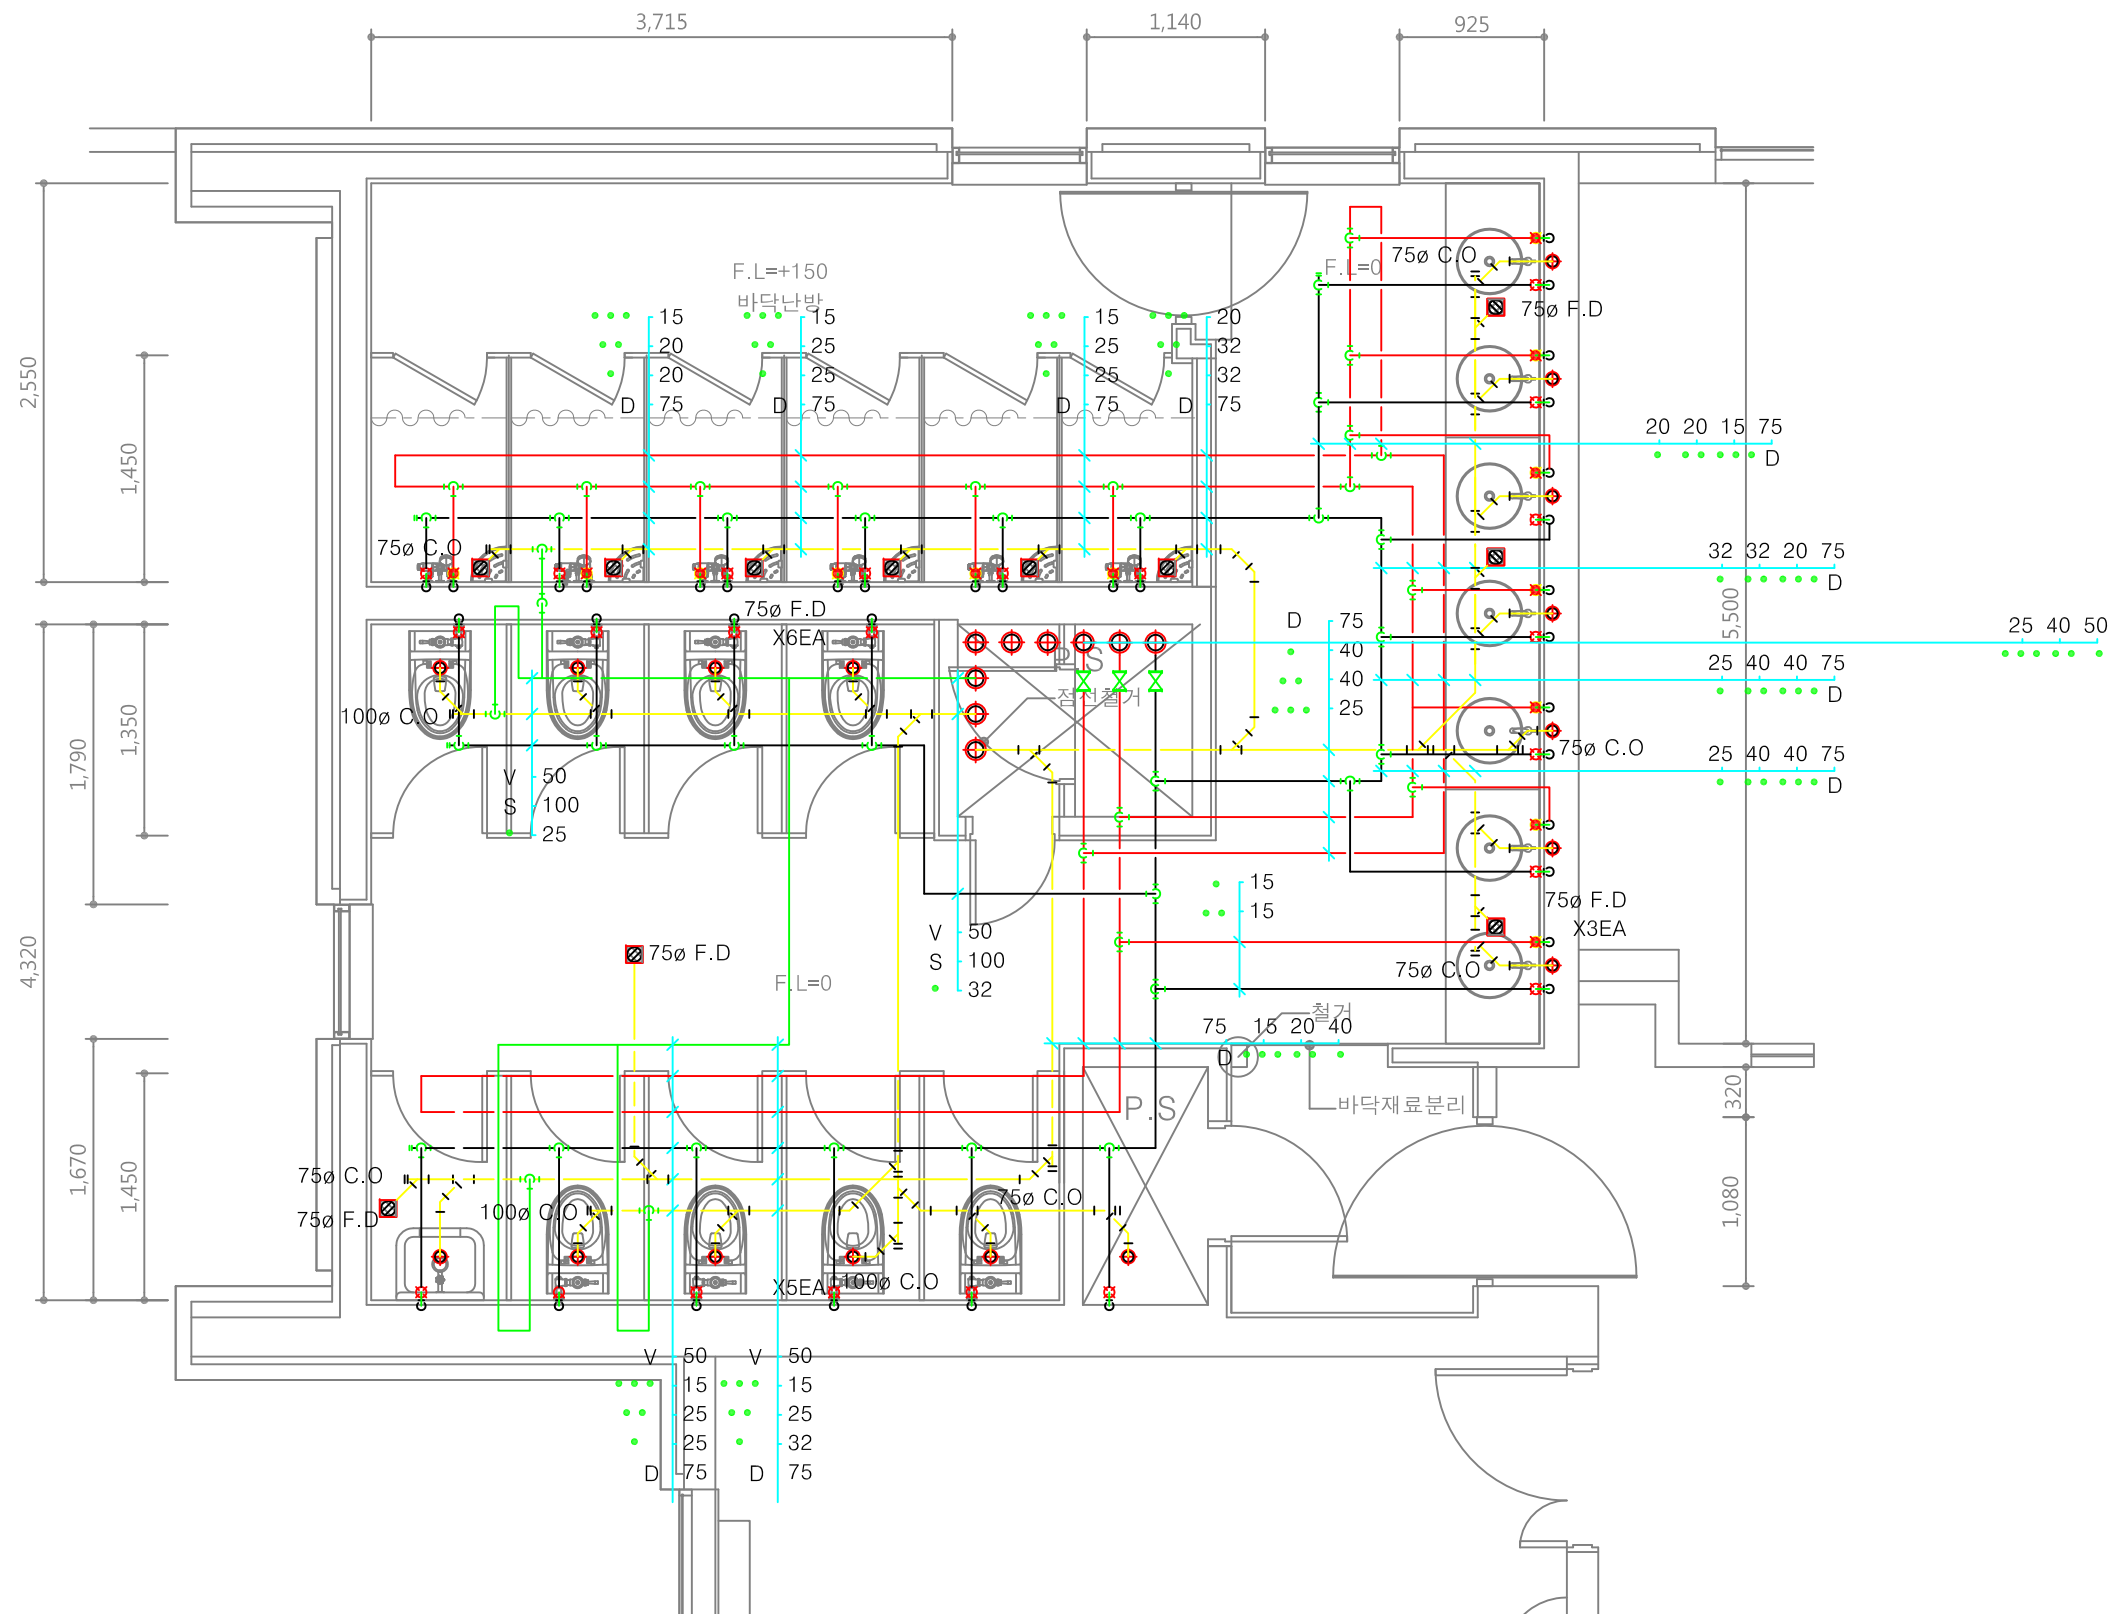 3,715
1,140
925
F.L=+150
바닥난방
75ø C.O
F.L=0
75ø F.D
15
20
20
D 75
15
25
25
D 75
15
25
25
D 75
20
32
32
D 75
2,550
1,450
20 20 15 75
D
75ø C.O
32 32 20 75
D
75ø F.D
X6EA
D 75
40
40
25
5,500
25 40 50
P.S
점선철거
25 40 40 75
D
100ø C.O
1,790
1,350
75ø C.O
V 50
S 100
25
25 40 40 75
D
15
15
75ø F.D
X3EA
4,320
V 50
S 100
32
75ø F.D
F.L=0
75ø C.O
철거
75 15 20 40
D
320
P.S
바닥재료분리
1,670
1,450
75ø C.O
75ø F.D
100ø C.O
75ø C.O
1,080
X5EA
100ø C.O
V 50
15
25
25
D 75
V 50
15
25
32
D 75